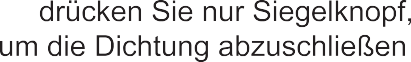 drücken Sie nur Siegelknopf,
um die Dichtung abzuschließen